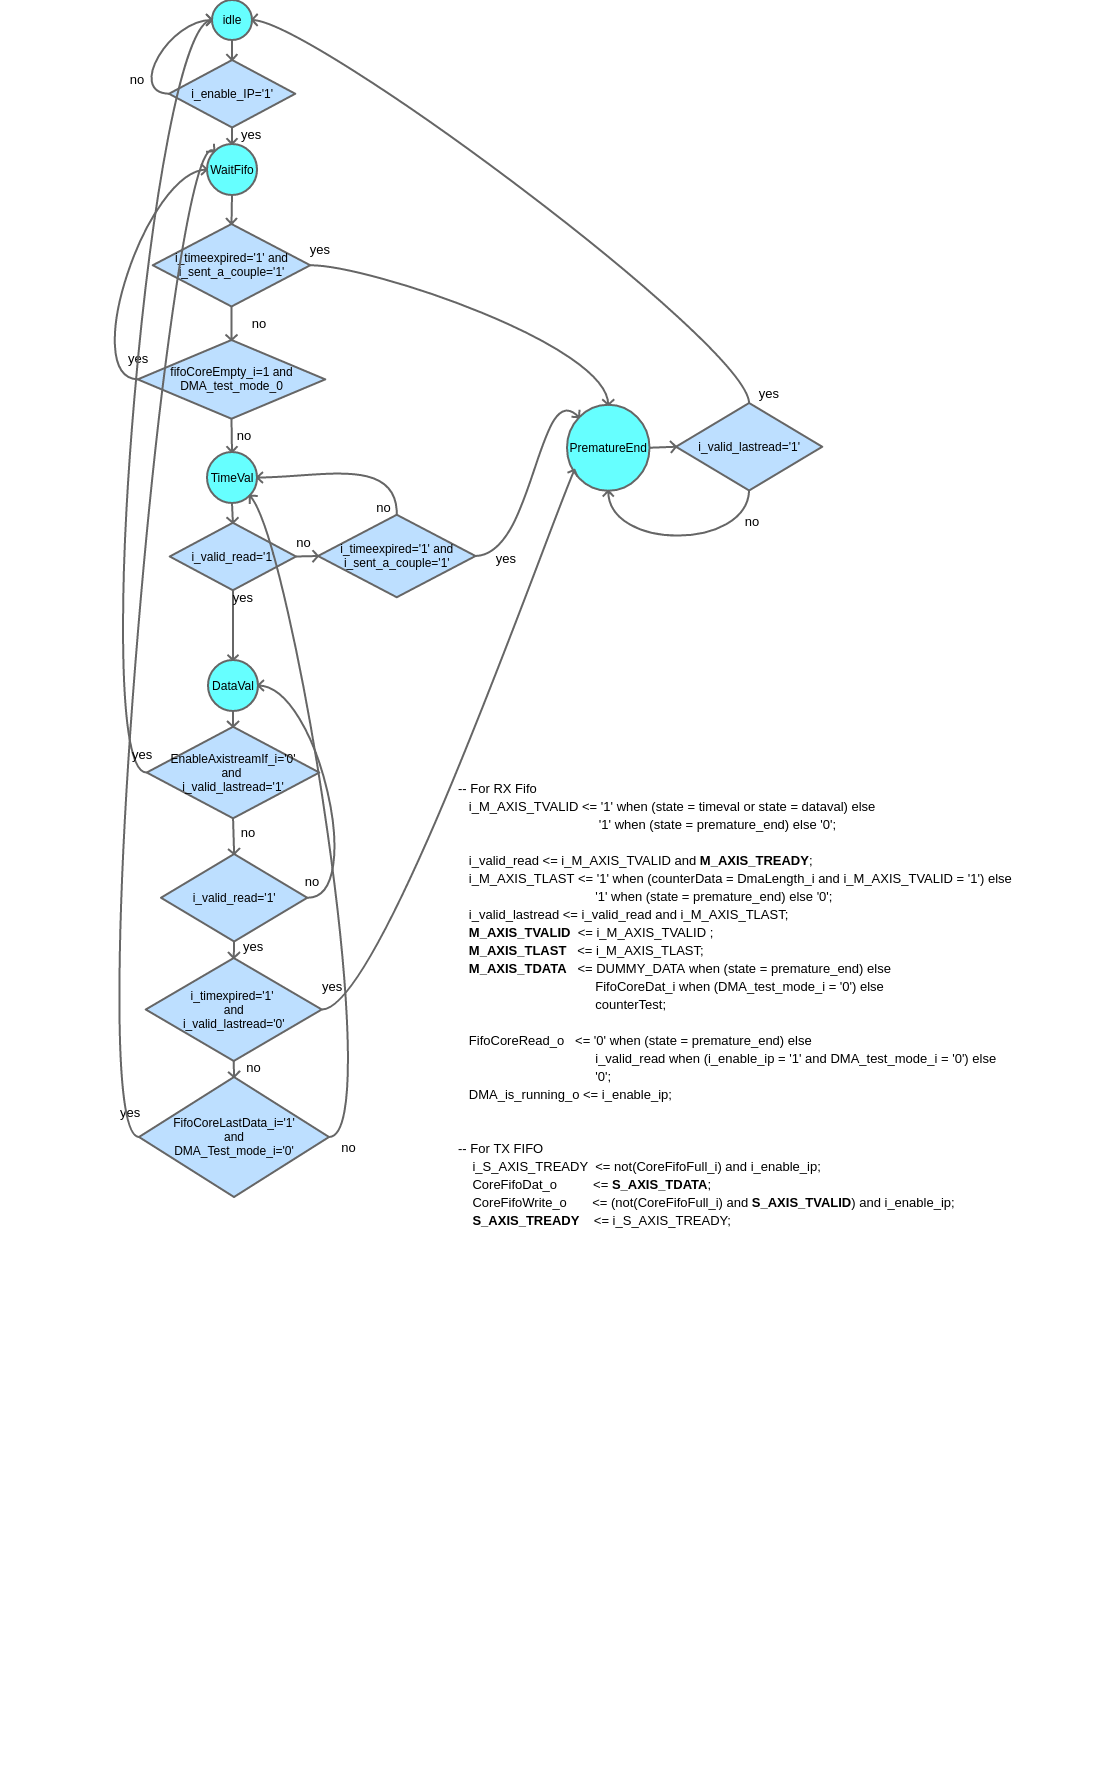 idle
no
i_enable_IP='1'
yes
WaitFifo
i_timeexpired='1' and
i_sent_a_couple='1'
yes
no
yes
fifoCoreEmpty_i=1 and
DMA_test_mode_0
no
TimeVal
i_valid_read='1
no
yes
no
i_timeexpired='1' and
i_sent_a_couple='1'
yes
PrematureEnd
yes
i_valid_lastread='1'
no
DataVal
yes
EnableAxistreamIf_i='0'
and
i_valid_lastread='1'
no
i_valid_read='1'
no
yes
i_timexpired='1'
and
i_valid_lastread='0'
yes
no
yes
FifoCoreLastData_i='1'
and
DMA_Test_mode_i='0'
no
-- For RX Fifo
i_M_AXIS_TVALID <= '1' when (state = timeval or state = dataval) else
'1' when (state = premature_end) else '0';
i_valid_read <= i_M_AXIS_TVALID and M_AXIS_TREADY;
i_M_AXIS_TLAST <= '1' when (counterData = DmaLength_i and i_M_AXIS_TVALID = '1') else
'1' when (state = premature_end) else '0';
i_valid_lastread <= i_valid_read and i_M_AXIS_TLAST;
M_AXIS_TVALID <= i_M_AXIS_TVALID ;
M_AXIS_TLAST <= i_M_AXIS_TLAST;
M_AXIS_TDATA <= DUMMY_DATA when (state = premature_end) else
FifoCoreDat_i when (DMA_test_mode_i = '0') else
counterTest;
FifoCoreRead_o <= '0' when (state = premature_end) else
i_valid_read when (i_enable_ip = '1' and DMA_test_mode_i = '0') else
'0';
DMA_is_running_o <= i_enable_ip;
-- For TX FIFO
i_S_AXIS_TREADY <= not(CoreFifoFull_i) and i_enable_ip;
CoreFifoDat_o <= S_AXIS_TDATA;
CoreFifoWrite_o <= (not(CoreFifoFull_i) and S_AXIS_TVALID) and i_enable_ip;
S_AXIS_TREADY <= i_S_AXIS_TREADY;